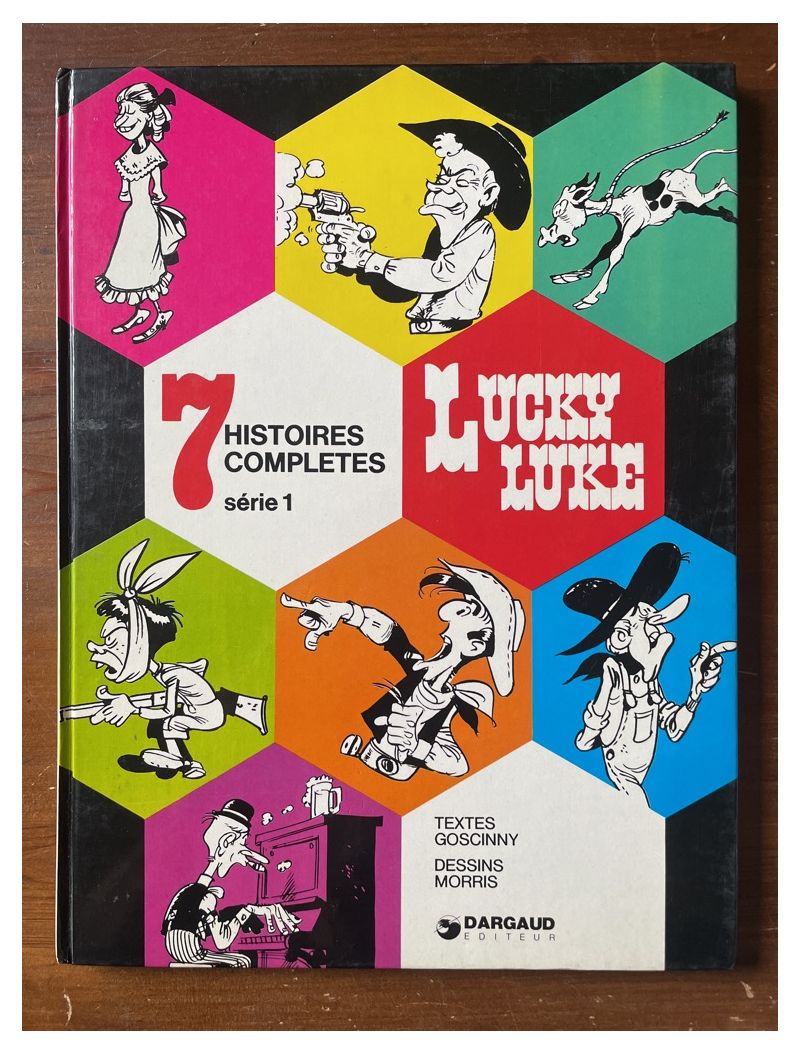 7
HISTOIRES
COMPLETES
série 1
LUCKY
LUKE
TEXTES
GOSCINNY
DESSINS
MORRIS
DARGAUD
EDITEUR